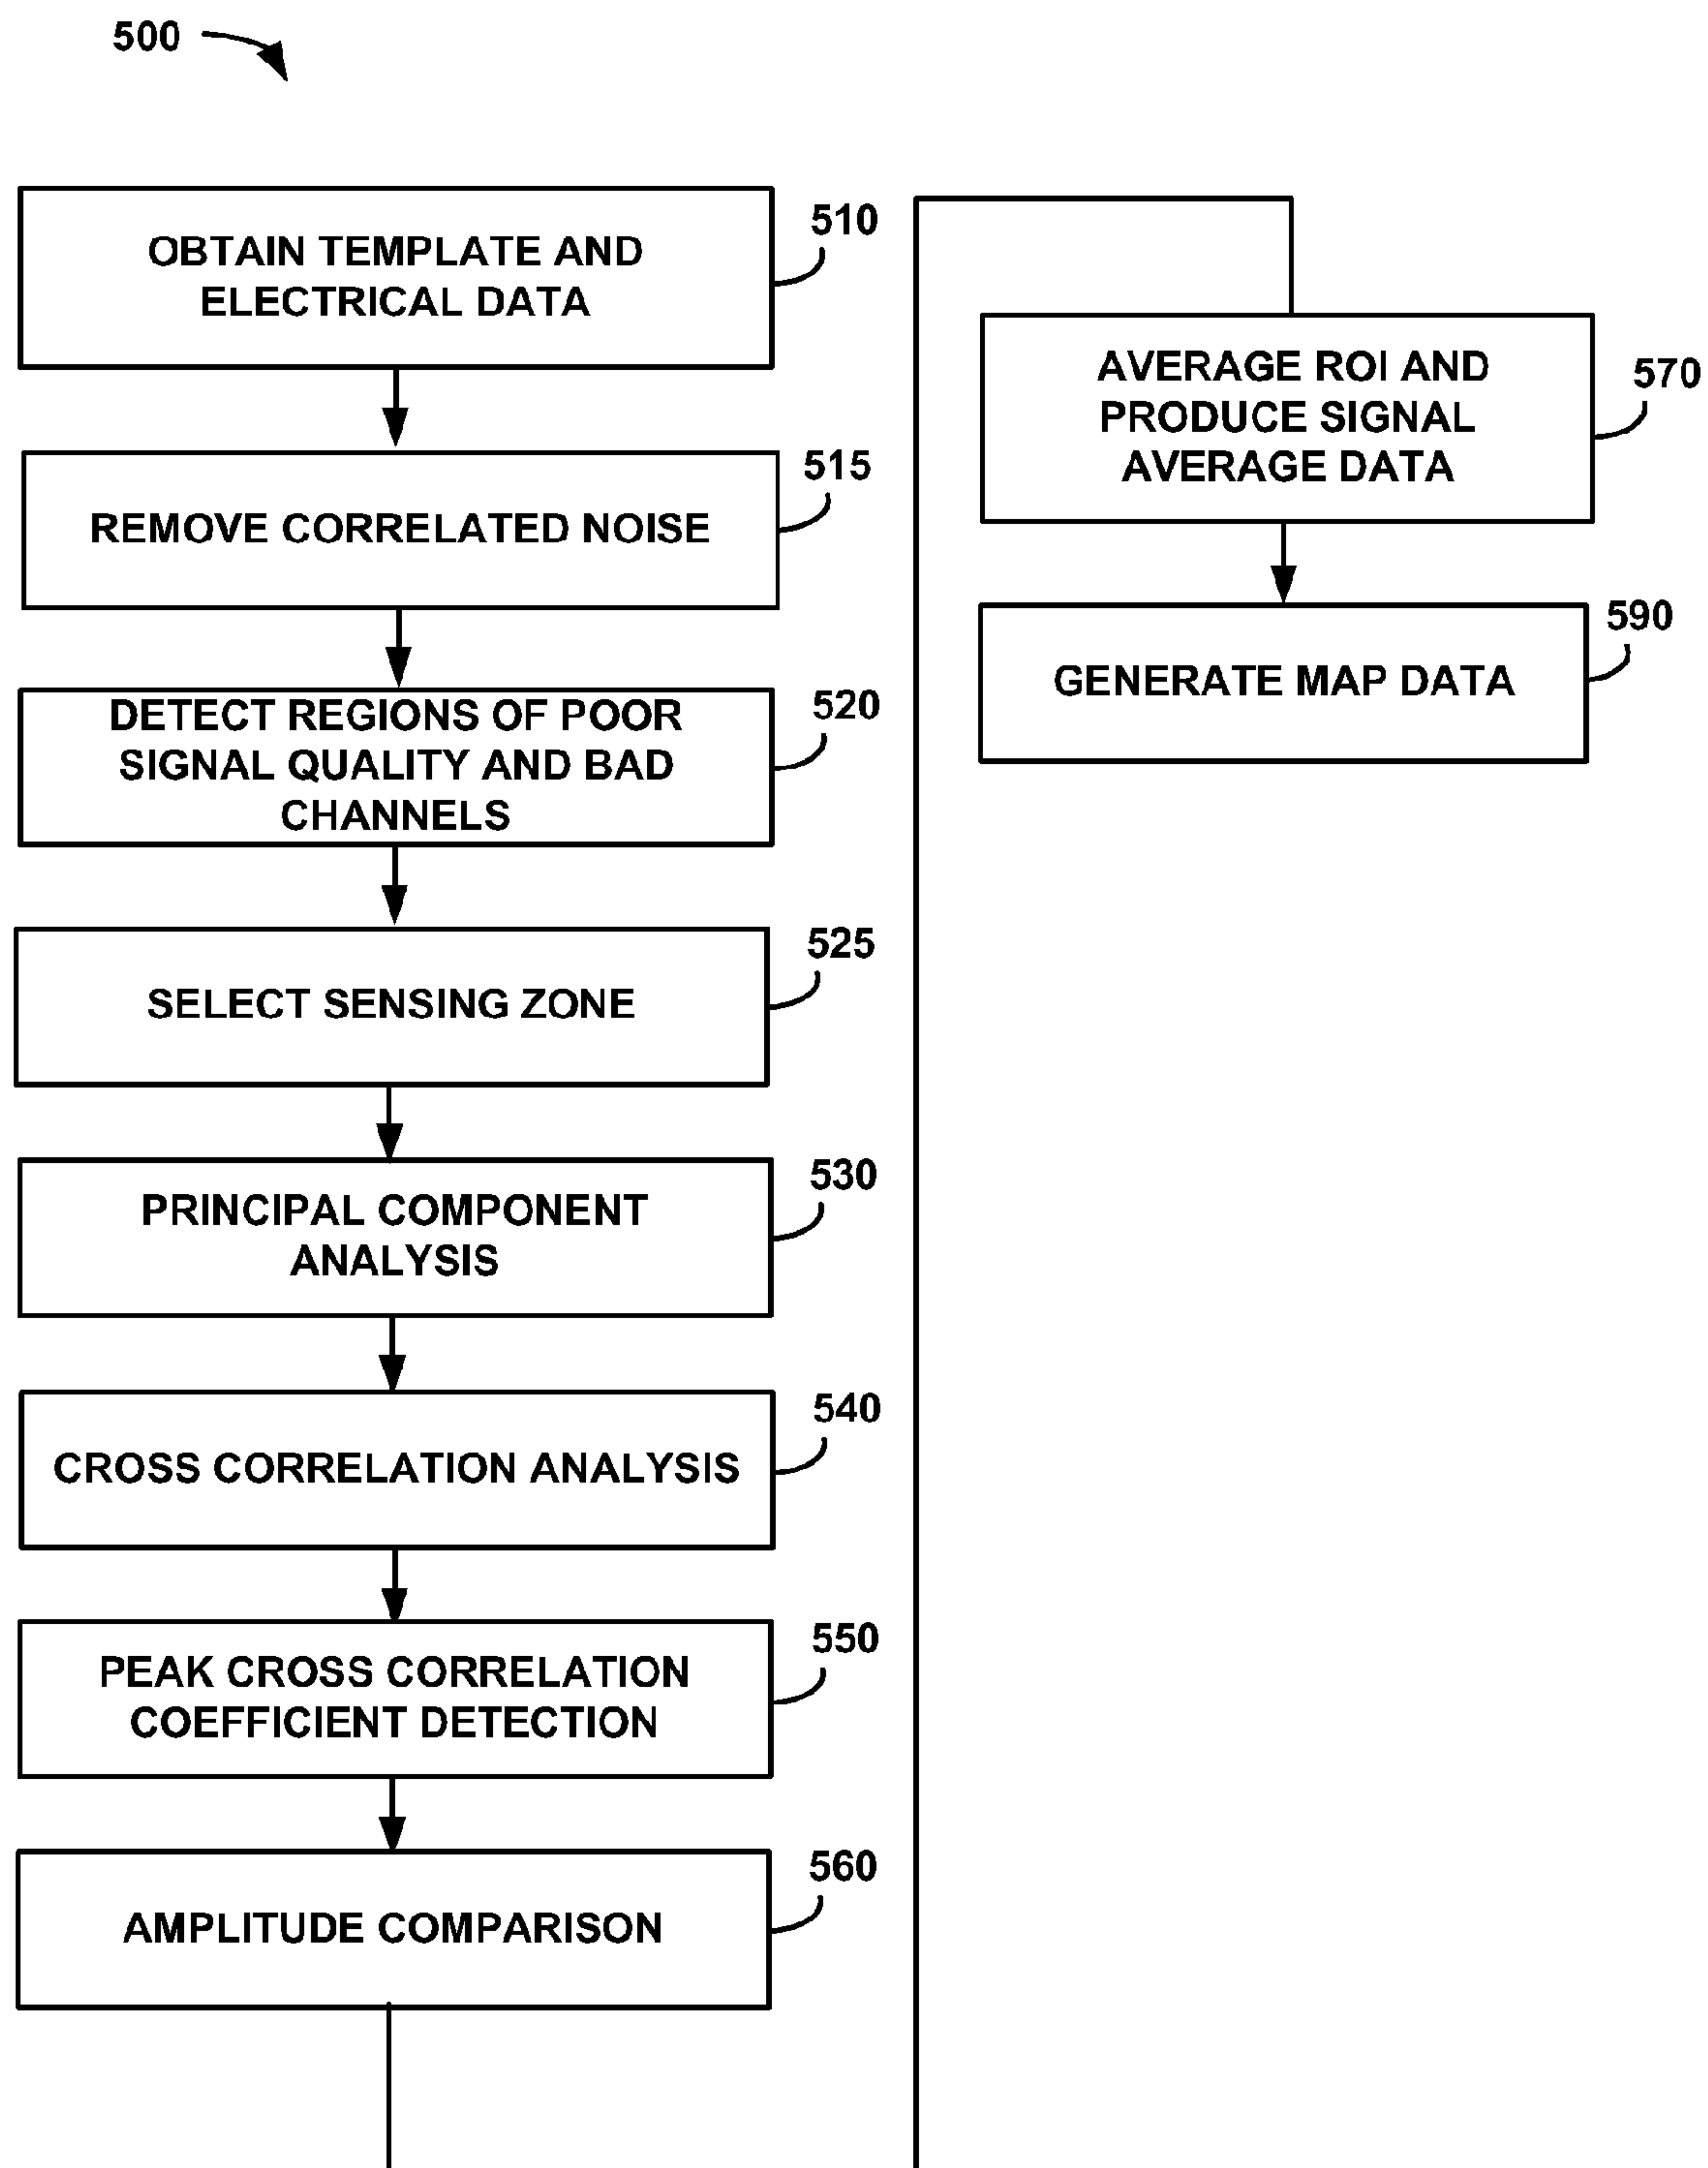 500
OBTAIN TEMPLATE AND
ELECTRICAL DATA
510
REMOVE CORRELATED NOISE
515
DETECT REGIONS OF POOR
SIGNAL QUALITY AND BAD
CHANNELS
520
SELECT SENSING ZONE
525
PRINCIPAL COMPONENT
ANALYSIS
530
CROSS CORRELATION ANALYSIS
540
PEAK CROSS CORRELATION
COEFFICIENT DETECTION
550
AMPLITUDE COMPARISON
560
AVERAGE ROI AND
PRODUCE SIGNAL
AVERAGE DATA
570
GENERATE MAP DATA
590